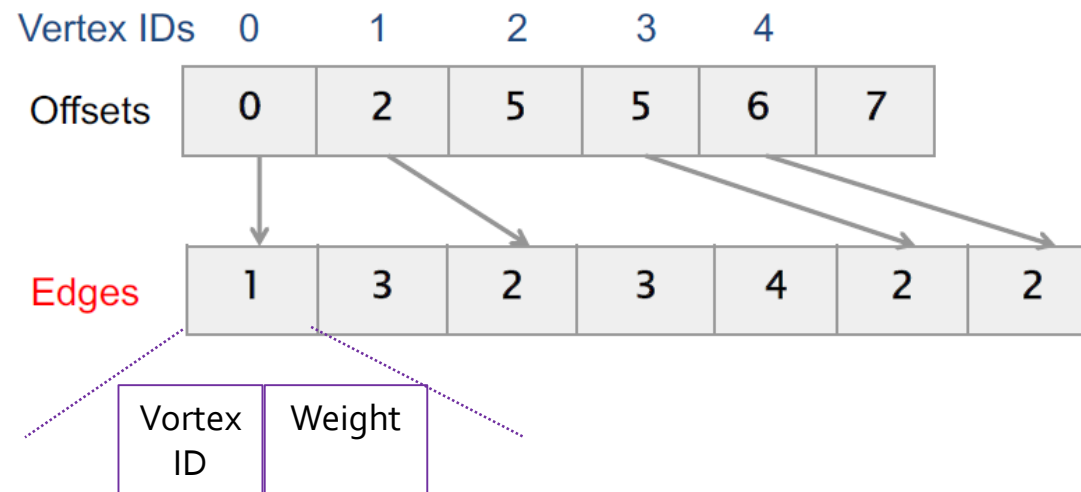 Vertex IDs 0 1 2 3 4
Offsets 0 2 5 5 6 7
Edges 1 3 2 3 4 2 2
Vortex Weight
ID